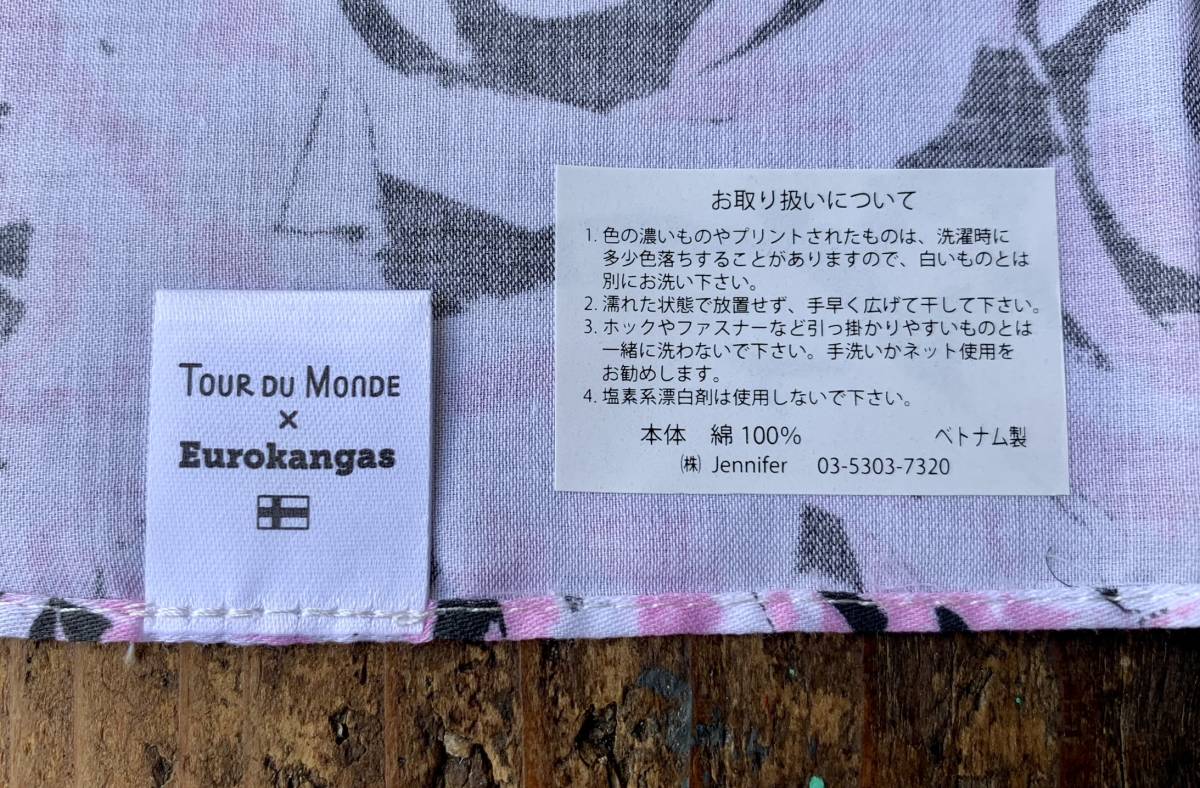 TOUR DU MONDE
×
Eurokangas
お取り扱いについて
1. 色の濃いものやプリントされたものは、洗濯時に
多少色落ちすることがありますので、白いものとは
別にお洗い下さい。
2. 濡れた状態で放置せず、手早く広げて干して下さい。
3. ホックやファスナーなど引っ掛かりやすいものとは
一緒に洗わないで下さい。手洗いかネット使用を
お勧めします。
4. 塩素系漂白剤は使用しないで下さい。
本体 綿 100% ベトナム製
㈱ Jennifer 03-5303-7320